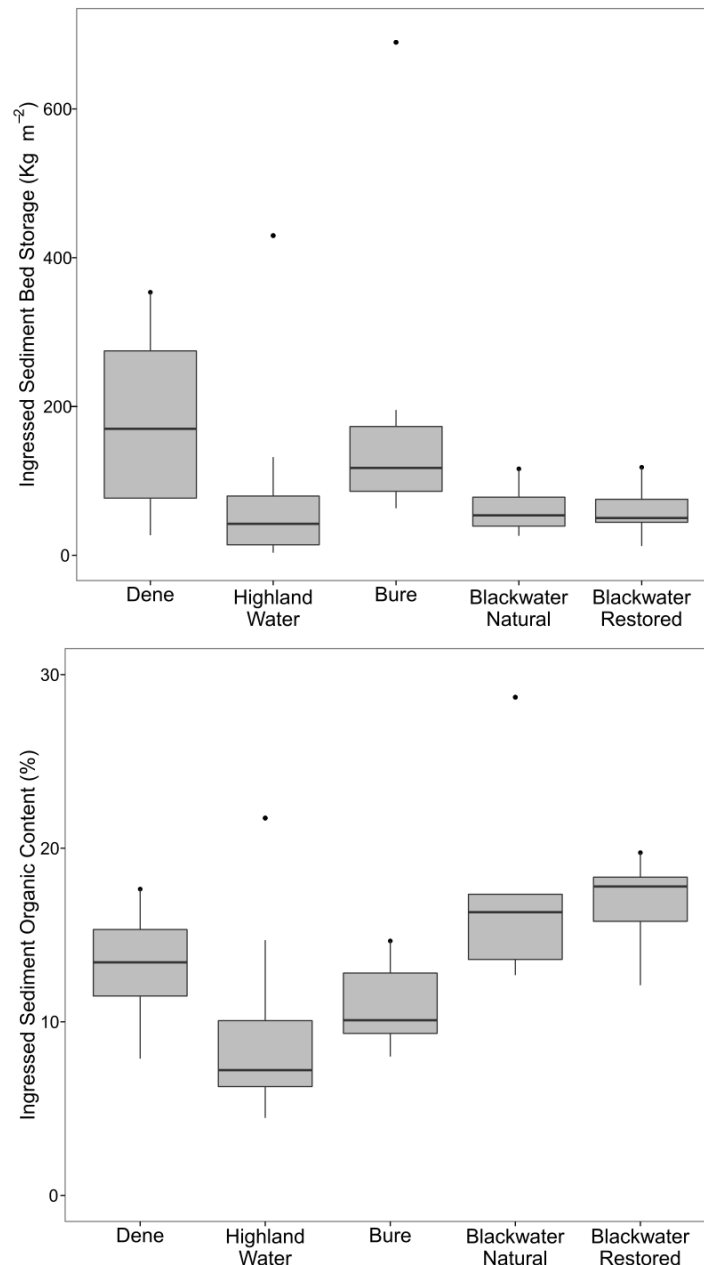 Ingressed Sediment Bed Storage (Kg m⁻²)
600
400
200
0
Dene
Highland
Water
Bure
Blackwater
Natural
Blackwater
Restored
Ingressed Sediment Organic Content (%)
30
20
10
0
Dene
Highland
Water
Bure
Blackwater
Natural
Blackwater
Restored